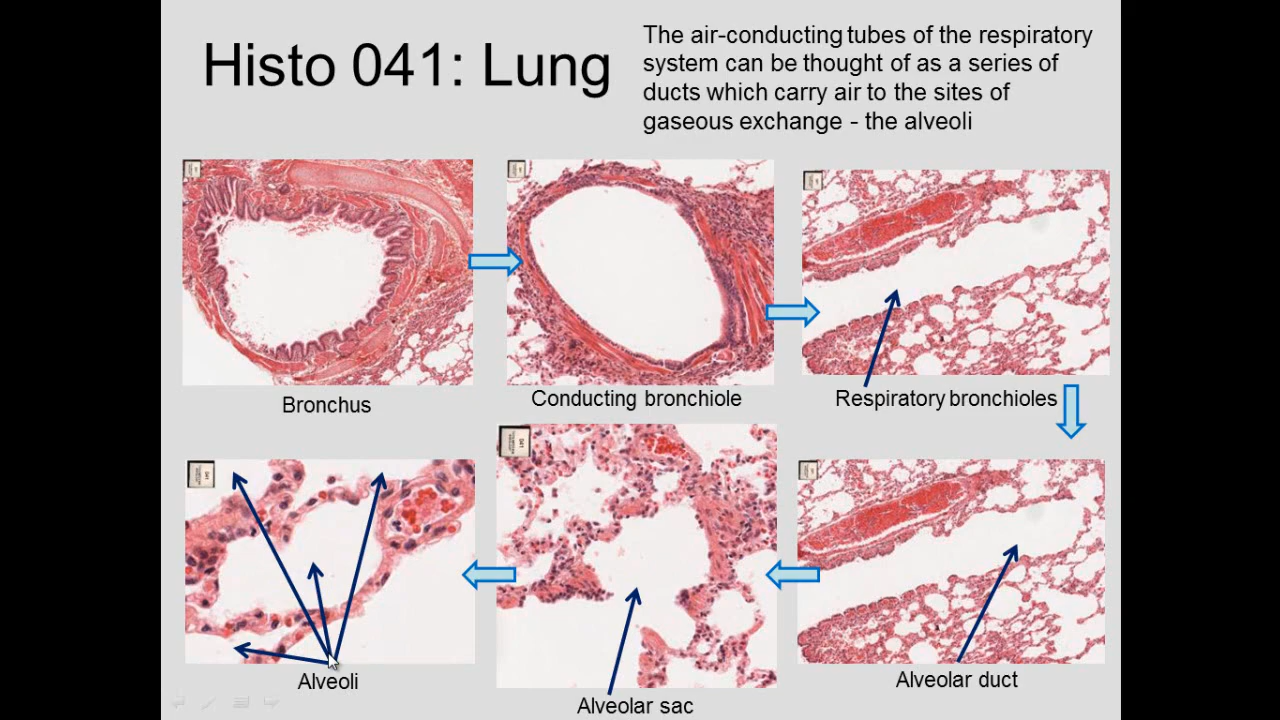 Histo 041: Lung
The air-conducting tubes of the respiratory
system can be thought of as a series of
ducts which carry air to the sites of
gaseous exchange - the alveoli
Bronchus
Conducting bronchiole
Respiratory bronchioles
Alveoli
Alveolar sac
Alveolar duct